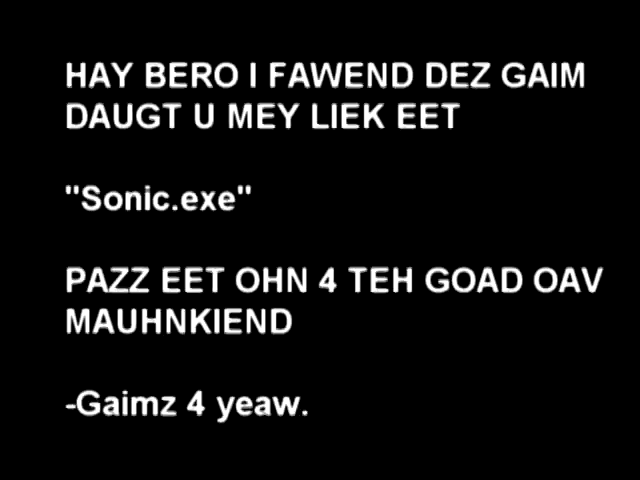 HAY BERO I FAWEND DEZ GAIM
DAUGT U MEY LIEK EET
"Sonic.exe"
PAZZ EET OHN 4 TEH GOAD OAV
MAUHNKIEND
-Gaimz 4 yeaw.